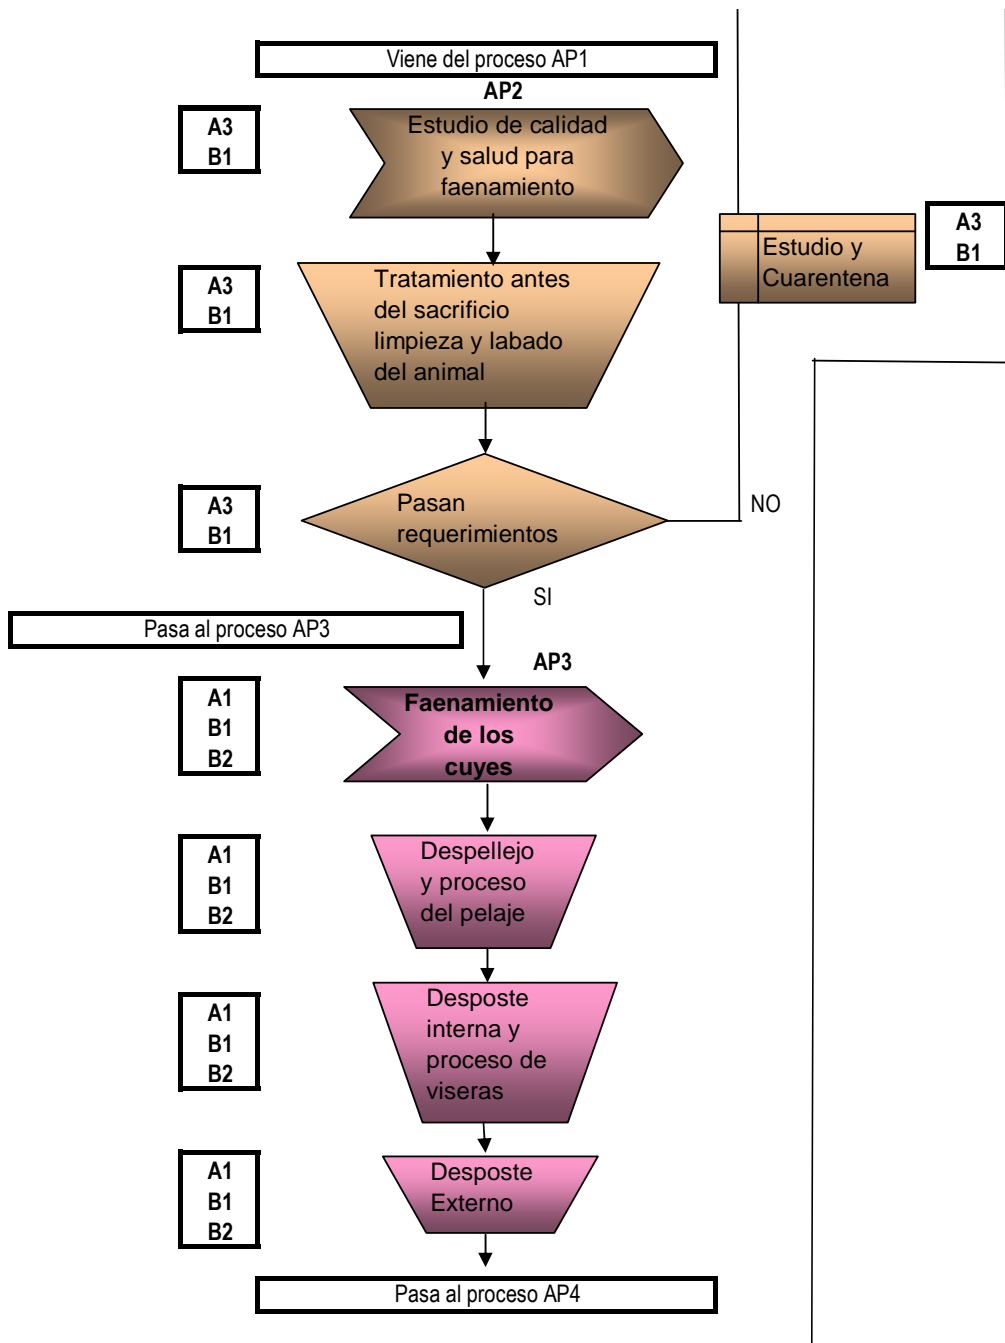 Viene del proceso AP1
AP2
A3
B1
Estudio de calidad
y salud para
faenamiento
A3
B1
Estudio y
Cuarentena
A3
B1
Tratamiento antes
del sacrificio
limpieza y labado
del animal
A3
B1
Pasan
requerimientos
NO
SI
Pasa al proceso AP3
AP3
A1
B1
B2
Faenamiento
de los
cuyes
A1
B1
B2
Despellejo
y proceso
del pelaje
A1
B1
B2
Desposte
interna y
proceso de
viseras
A1
B1
B2
Desposte
Externo
Pasa al proceso AP4